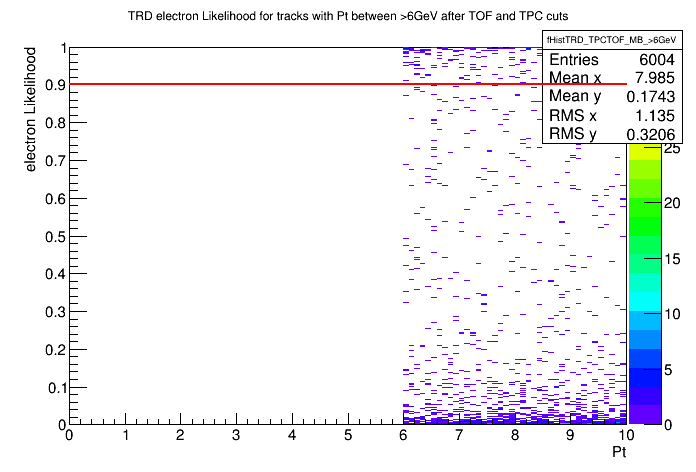 TRD electron Likelihood for tracks with Pt between >6GeV after TOF and TPC cuts
fHistTRD_TPCTOF_MB_>6GeV
Entries 6004
Mean x 7.985
Mean y 0.1743
RMS x 1.135
RMS y 0.3206
electron Likelihood
1
0.9
0.8
0.7
0.6
0.5
0.4
0.3
0.2
0.1
0
0 1 2 3 4 5 6 7 8 9 10
Pt
25
20
15
10
5
0